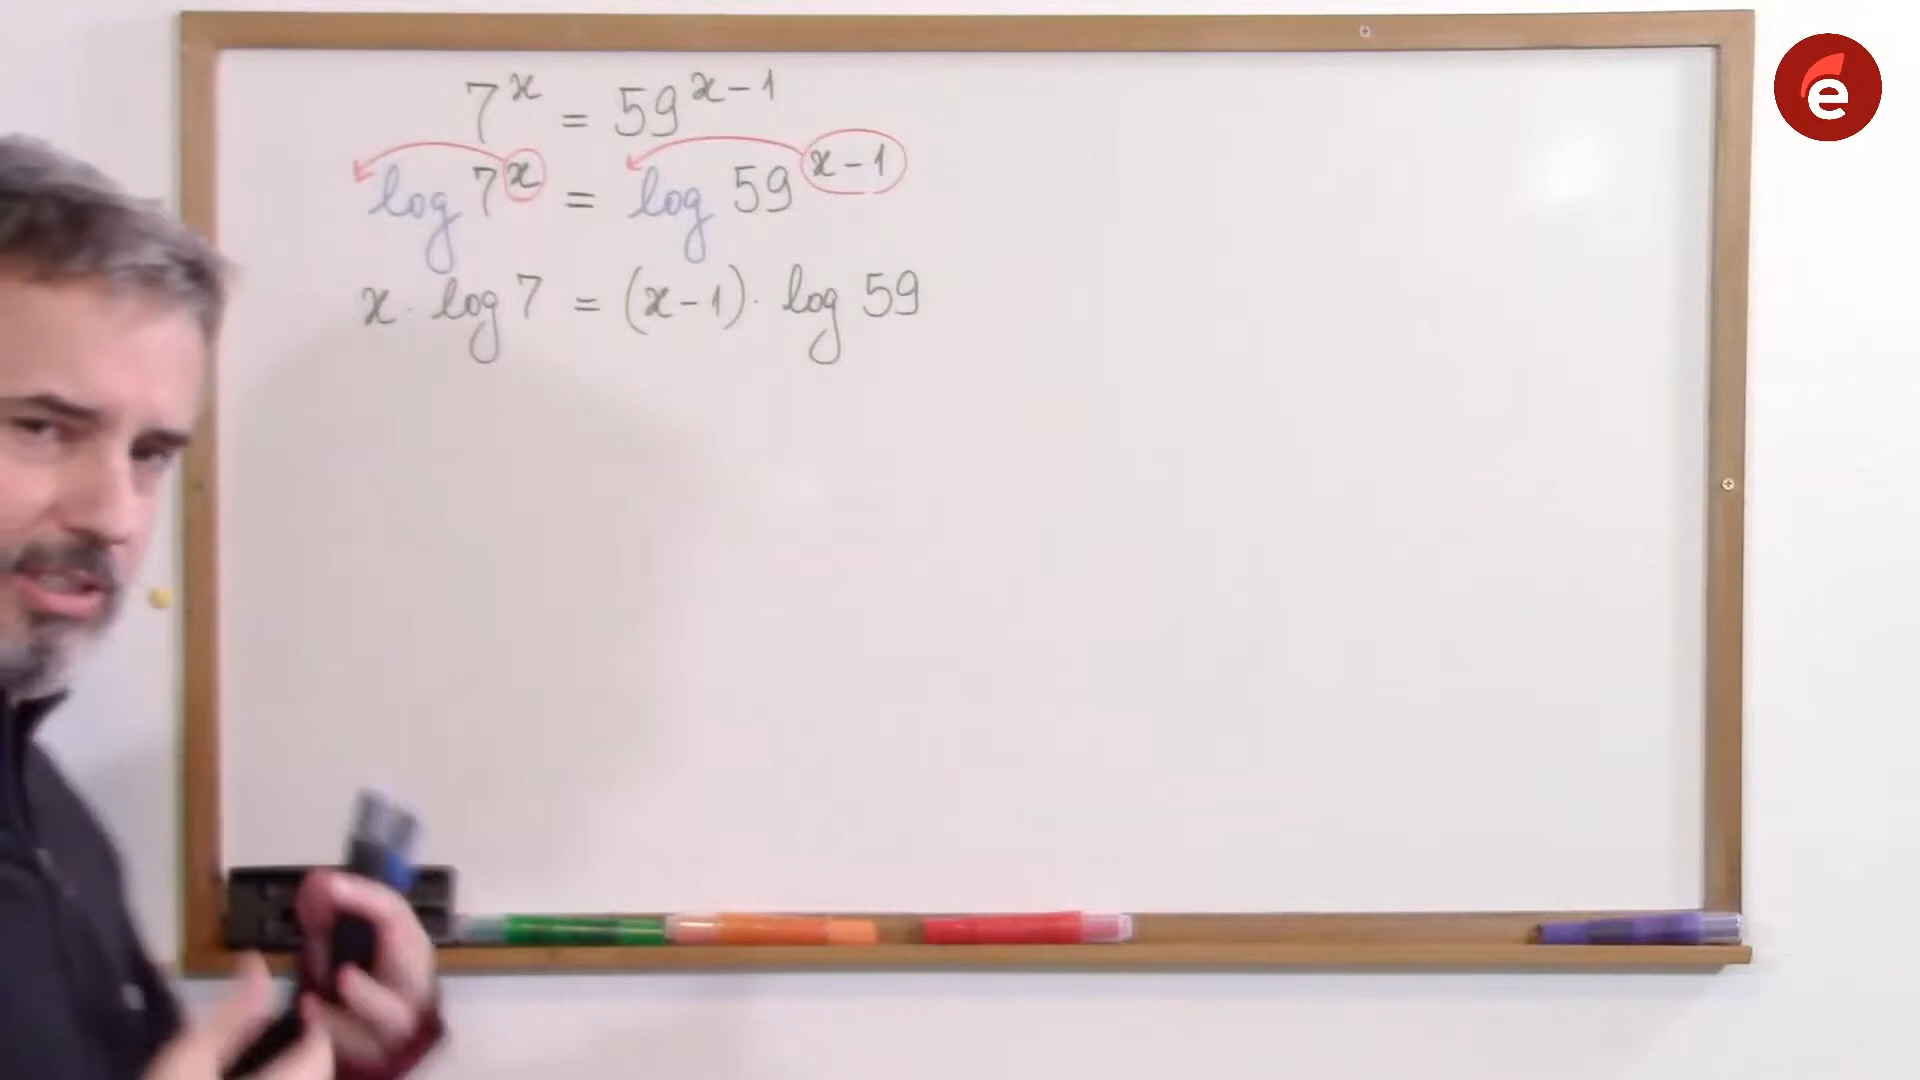 7^x = 59^(x-1)
log 7^x = log 59^(x-1)
x · log 7 = (x-1) · log 59
e